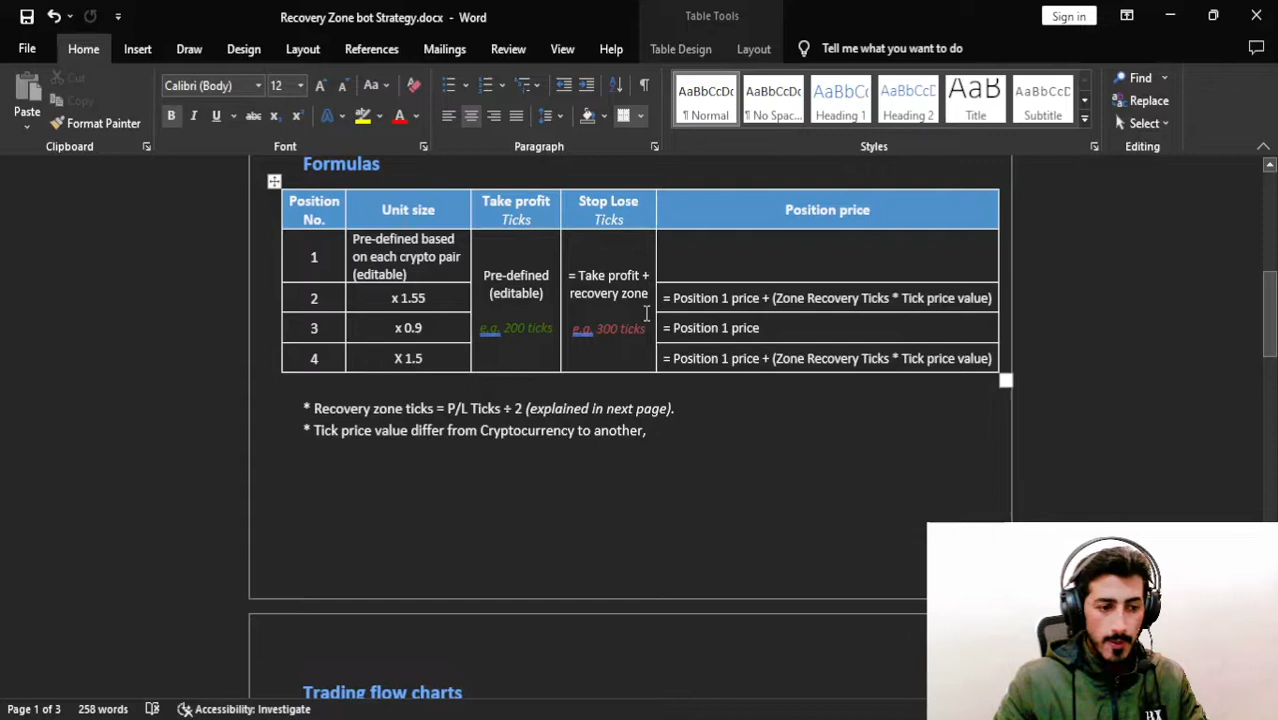 Recovery Zone bot Strategy.docx - Word
Table Tools
Sign in
File
Home
Insert
Draw
Design
Layout
References
Mailings
Review
View
Help
Table Design
Layout
Tell me what you want to do
Paste
Cut
Copy
Format Painter
Clipboard
Calibri (Body)
12
Font
Paragraph
AaBbCcDc
¶ Normal
AaBbCcDc
¶ No Spac...
AaBbCc
Heading 1
AaBbCcD
Heading 2
AaB
Title
AaBbCcD
Subtitle
Styles
Find
Replace
Select
Editing
Formulas
Position No.
Unit size
Take profit
Ticks
Stop Lose
Ticks
Position price
1
Pre-defined based
on each crypto pair
(editable)
Pre-defined
(editable)
e.g. 200 ticks
= Take profit +
recovery zone
e.g. 300 ticks
2
x 1.55
= Position 1 price + (Zone Recovery Ticks * Tick price value)
3
x 0.9
= Position 1 price
4
X 1.5
= Position 1 price + (Zone Recovery Ticks * Tick price value)
* Recovery zone ticks = P/L Ticks ÷ 2 (explained in next page).
* Tick price value differ from Cryptocurrency to another,
Trading flow charts
Page 1 of 3
258 words
Accessibility: Investigate